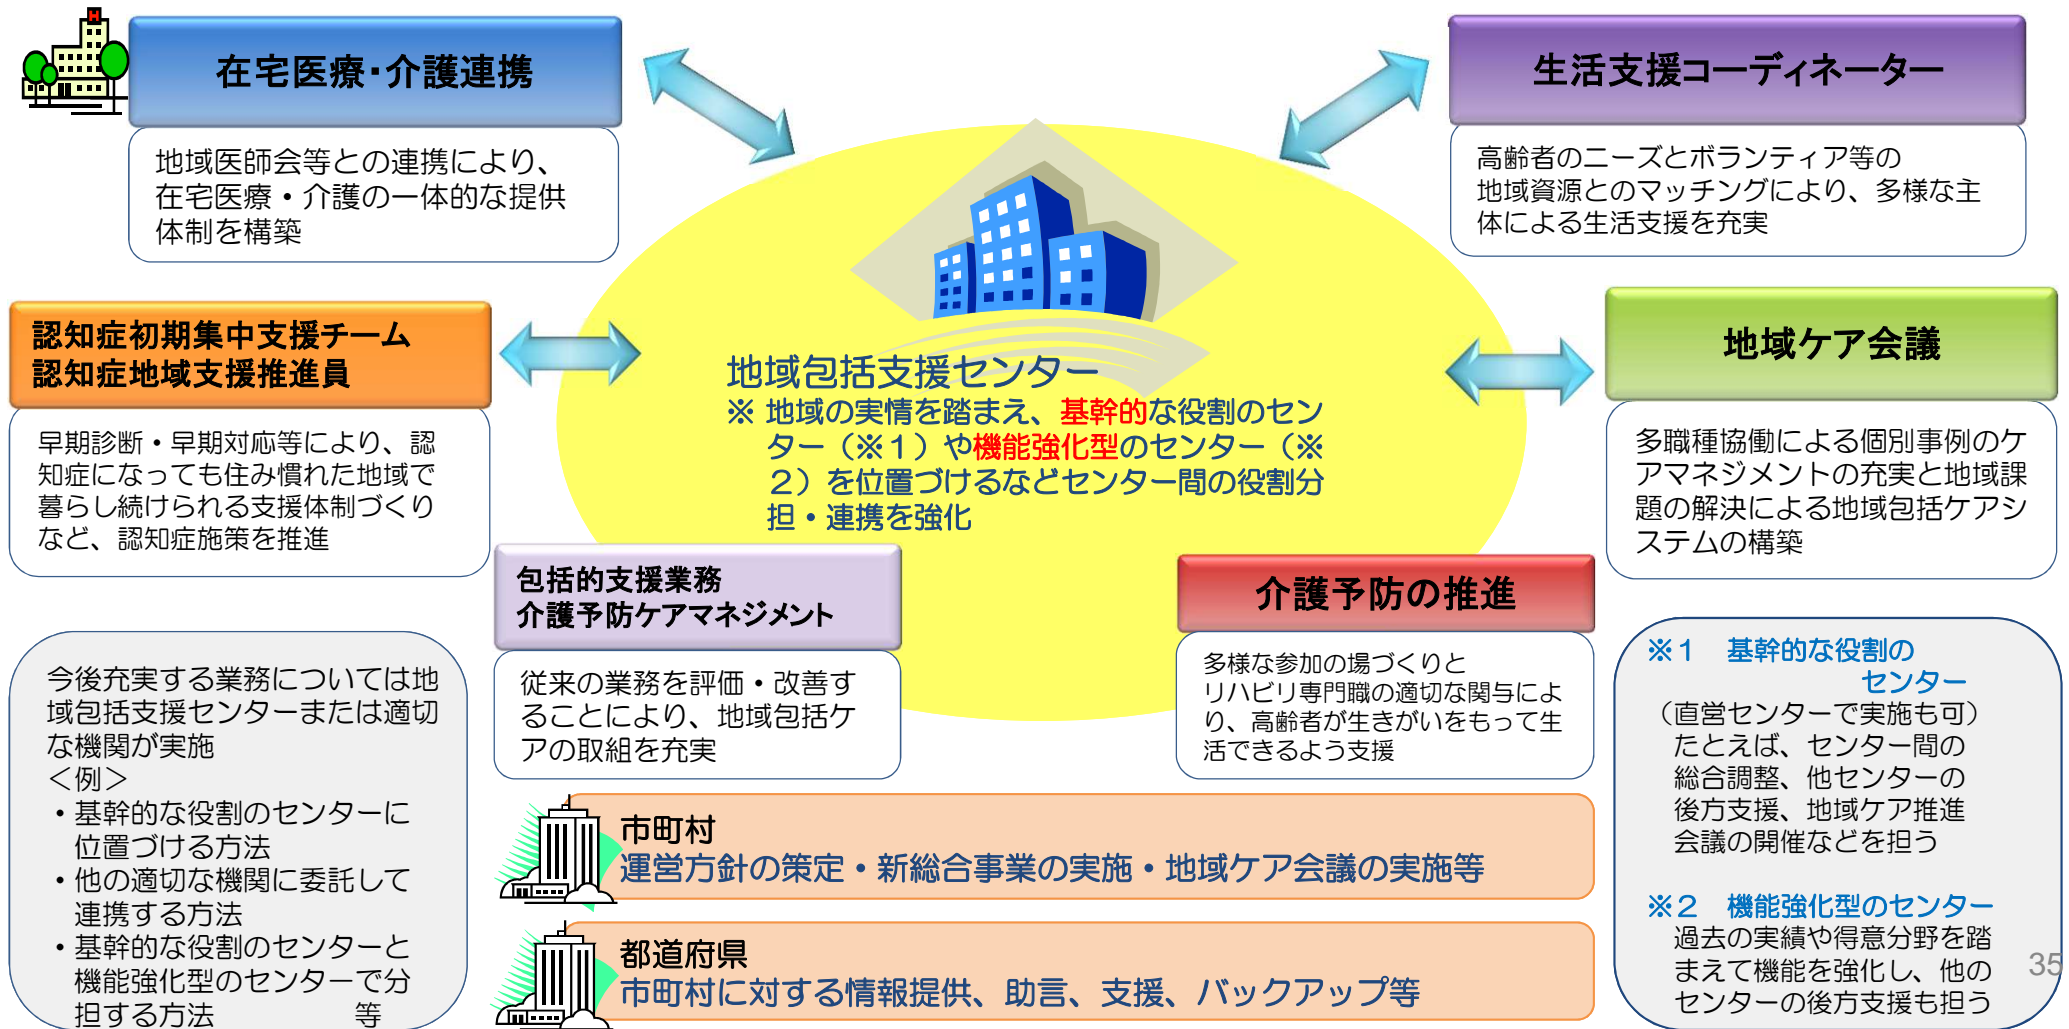 在宅医療・介護連携
地域医師会等との連携により、
在宅医療・介護の一体的な提供
体制を構築
生活支援コーディネーター
高齢者のニーズとボランティア等の
地域資源とのマッチングにより、多様な主
体による生活支援を充実
認知症初期集中支援チーム
認知症地域支援推進員
早期診断・早期対応等により、認
知症になっても住み慣れた地域で
暮らし続けられる支援体制づくり
など、認知症施策を推進
地域包括支援センター
※ 地域の実情を踏まえ、基幹的な役割のセン
ター（※１）や機能強化型のセンター（※
２）を位置づけるなどセンター間の役割分
担・連携を強化
地域ケア会議
多職種協働による個別事例のケ
アマネジメントの充実と地域課
題の解決による地域包括ケアシ
ステムの構築
包括的支援業務
介護予防ケアマネジメント
従来の業務を評価・改善す
ることにより、地域包括ケ
アの取組を充実
介護予防の推進
多様な参加の場づくりと
リハビリ専門職の適切な関与によ
り、高齢者が生きがいをもって生
活できるよう支援
今後充実する業務については地
域包括支援センターまたは適切
な機関が実施
＜例＞
・基幹的な役割のセンターに
位置づける方法
・他の適切な機関に委託して
連携する方法
・基幹的な役割のセンターと
機能強化型のセンターで分
担する方法　　　　　等
市町村
運営方針の策定・新総合事業の実施・地域ケア会議の実施等
都道府県
市町村に対する情報提供、助言、支援、バックアップ等
※１　基幹的な役割の
センター
（直営センターで実施も可）
たとえば、センター間の
総合調整、他センターの
後方支援、地域ケア推進
会議の開催などを担う
※２　機能強化型のセンター
過去の実績や得意分野を踏
まえて機能を強化し、他の
センターの後方支援も担う
35